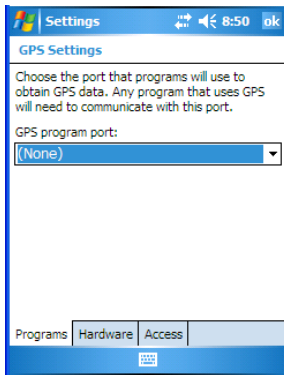 Settings 8:50 ok
GPS Settings
Choose the port that programs will use to
obtain GPS data. Any program that uses GPS
will need to communicate with this port.
GPS program port:
(None)
Programs Hardware Access